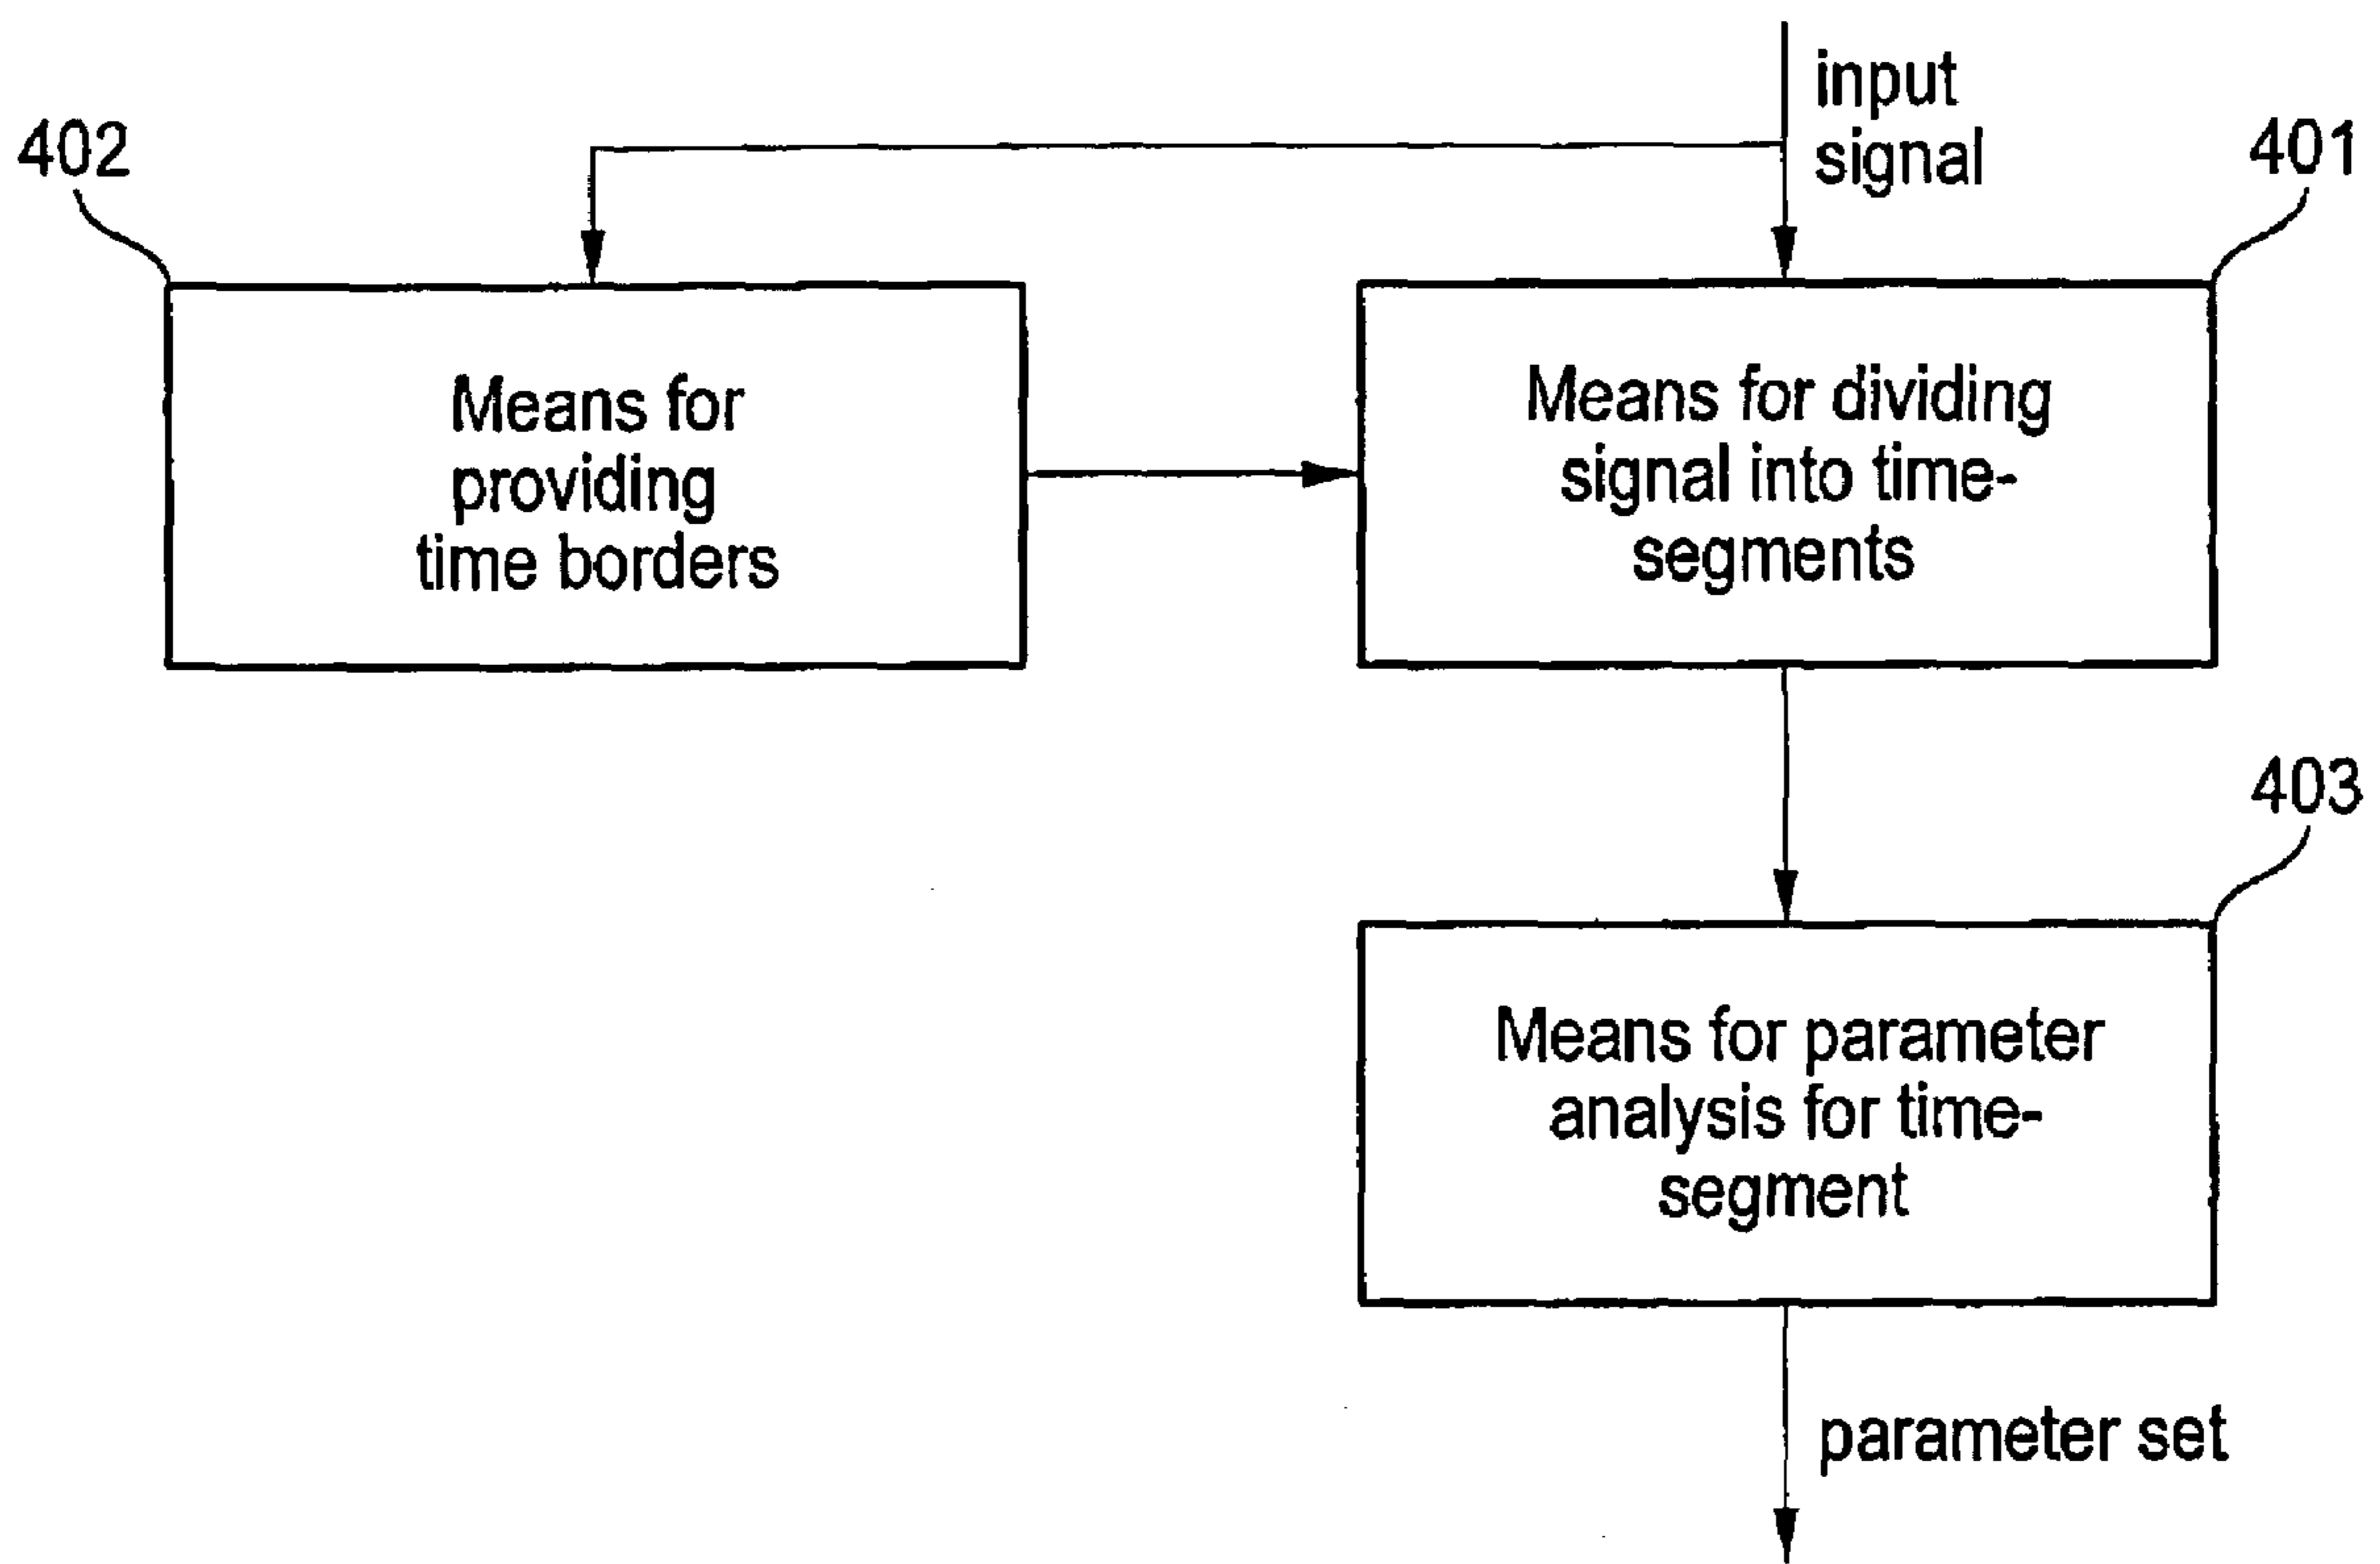 input
signal
402
401
Means for
providing
time borders
Means for dividing
signal into time-
segments
403
Means for parameter
analysis for time-
segment
parameter set